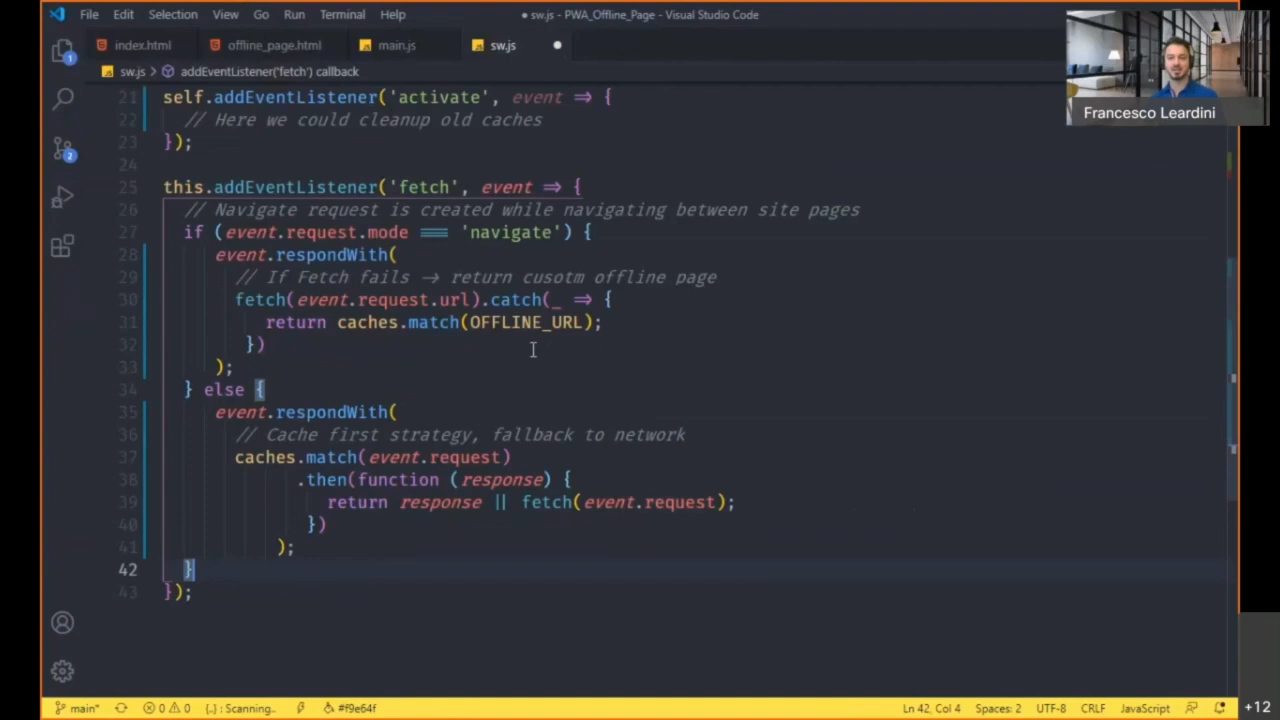 File Edit Selection View Go Run Terminal Help ● sw.js - PWA_Offline_Page - Visual Studio Code
index.html offline_page.html main.js sw.js
sw.js > addEventListener('fetch') callback
21 self.addEventListener('activate', event => {
22 // Here we could cleanup old caches
23 });
24
25 this.addEventListener('fetch', event => {
26 // Navigate request is created while navigating between site pages
27 if (event.request.mode === 'navigate') {
28 event.respondWith(
29 // If Fetch fails -> return cusotm offline page
30 fetch(event.request.url).catch(_ => {
31 return caches.match(OFFLINE_URL);
32 })
33 );
34 } else {
35 event.respondWith(
36 // Cache first strategy, fallback to network
37 caches.match(event.request)
38 .then(function (response) {
39 return response || fetch(event.request);
40 })
41 );
42 }
43 });
1
2
Francesco Leardini
main* 0 0 {..} : Scanning.. #f9e64f Ln 42, Col 4 Spaces: 2 UTF-8 CRLF JavaScript
+12